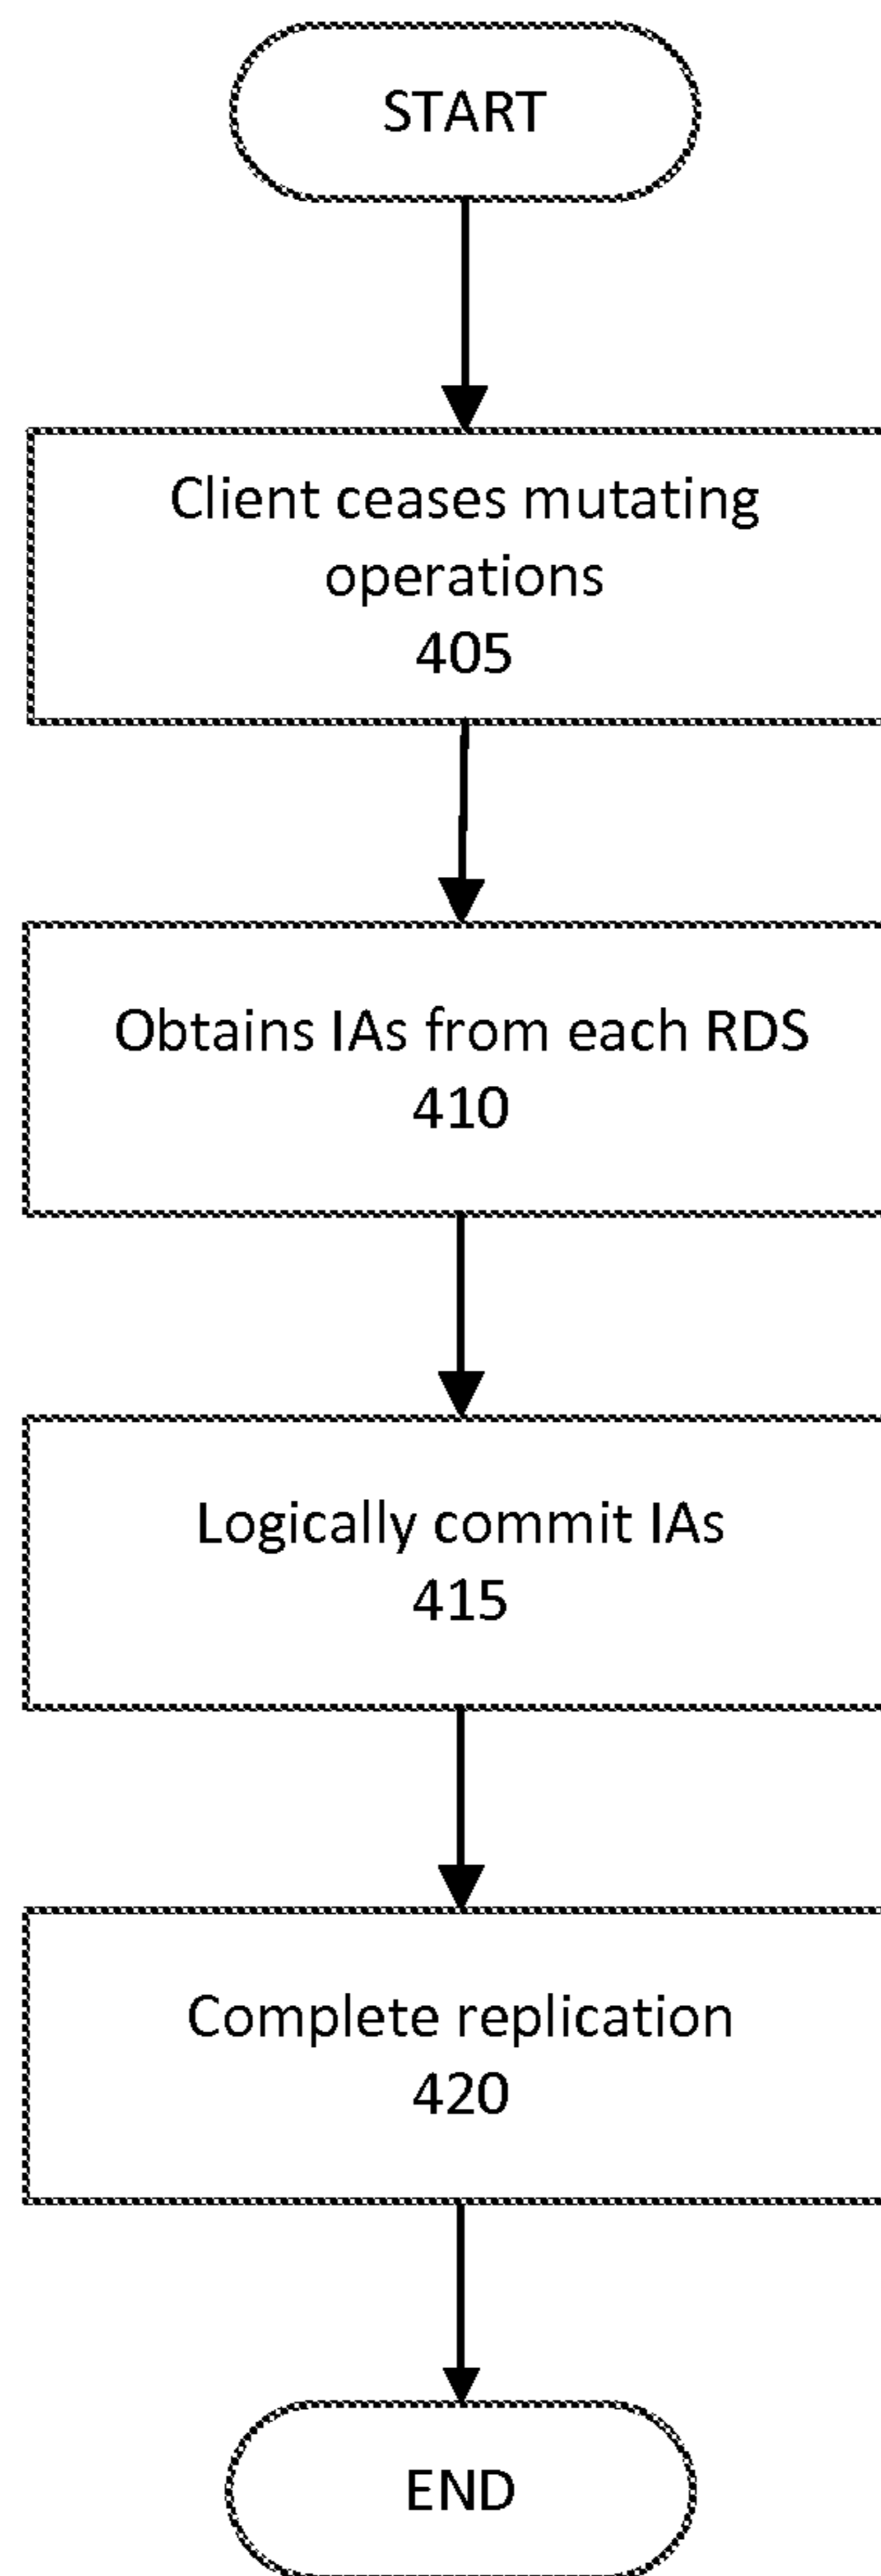 START
Client ceases mutating
operations
405
Obtains IAs from each RDS
410
Logically commit IAs
415
Complete replication
420
END